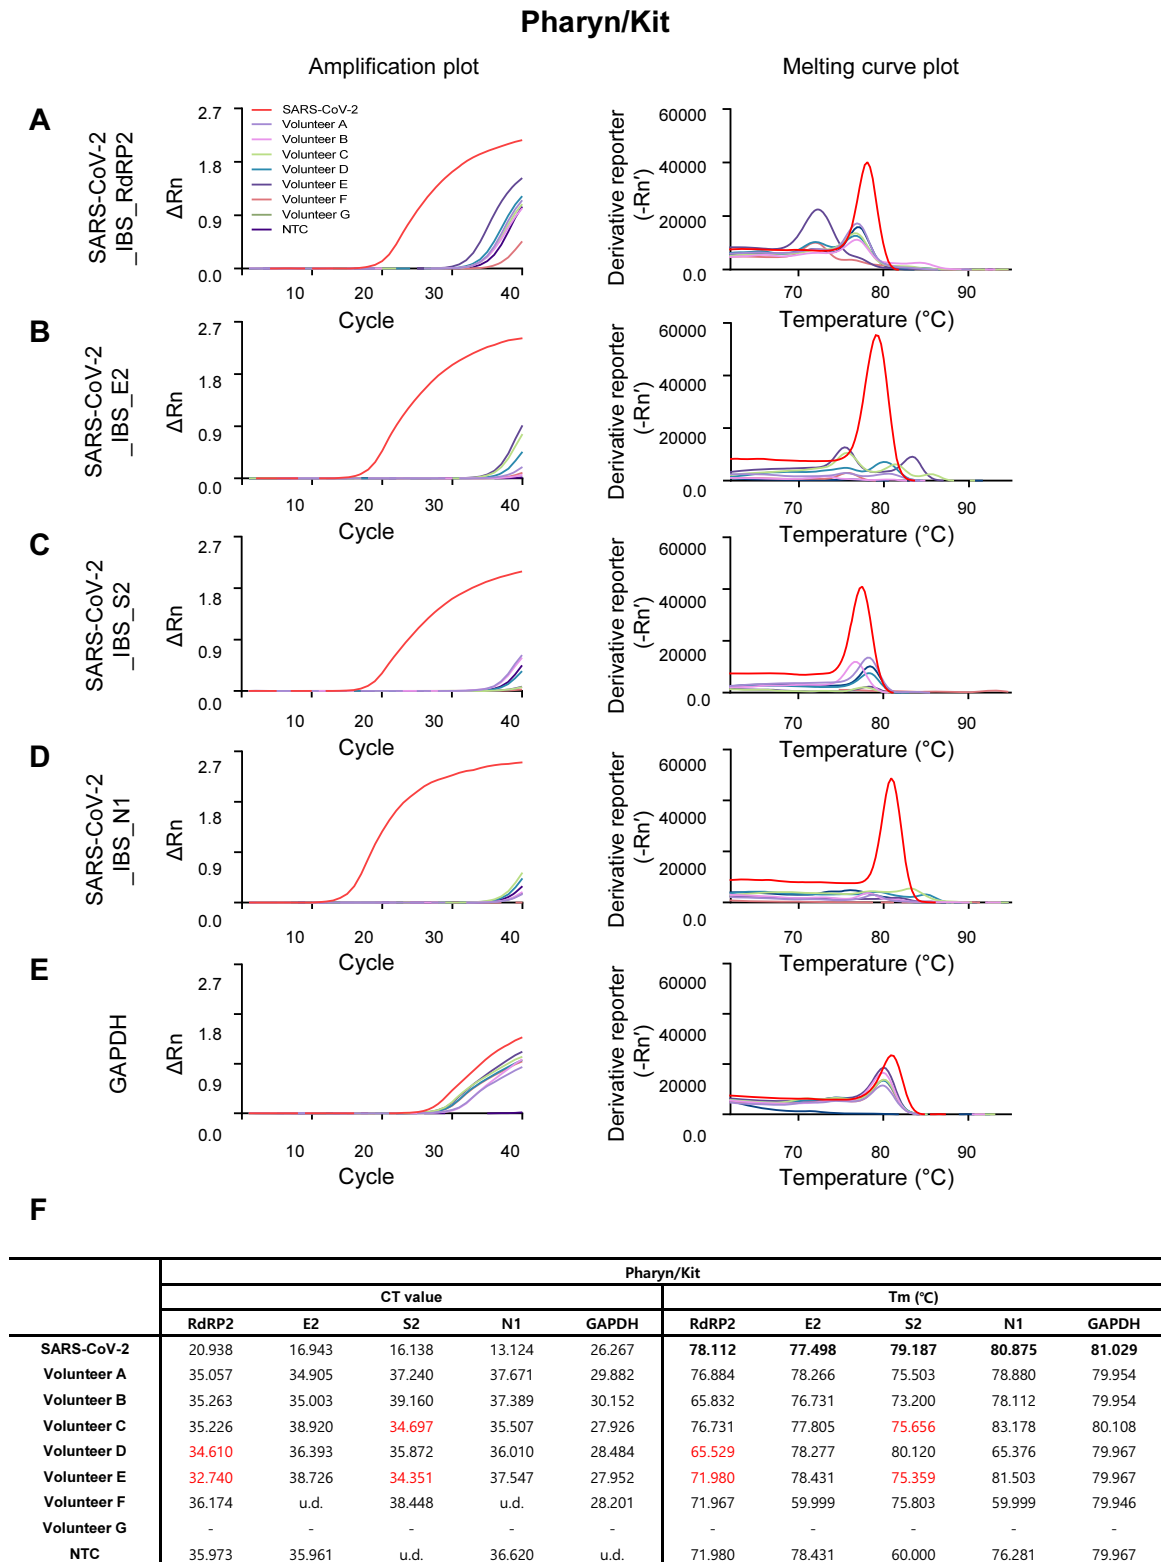 Pharyn/Kit
Amplification plot
Melting curve plot
A
SARS-CoV-2
_IBS_RdRP2
ΔRn
2.7
1.8
0.9
0.0
SARS-CoV-2
Volunteer A
Volunteer B
Volunteer C
Volunteer D
Volunteer E
Volunteer F
Volunteer G
NTC
10 20 30 40
Cycle
Derivative reporter
(-Rn′)
60000
40000
20000
0.0
70 80 90
Temperature (°C)
B
SARS-CoV-2
_IBS_E2
ΔRn
2.7
1.8
0.9
0.0
10 20 30 40
Cycle
Derivative reporter
(-Rn′)
60000
40000
20000
0.0
70 80 90
Temperature (°C)
C
SARS-CoV-2
_IBS_S2
ΔRn
2.7
1.8
0.9
0.0
10 20 30 40
Cycle
Derivative reporter
(-Rn′)
60000
40000
20000
0.0
70 80 90
Temperature (°C)
D
SARS-CoV-2
_IBS_N1
ΔRn
2.7
1.8
0.9
0.0
10 20 30 40
Cycle
Derivative reporter
(-Rn′)
60000
40000
20000
0.0
70 80 90
Temperature (°C)
E
GAPDH
ΔRn
2.7
1.8
0.9
0.0
10 20 30 40
Cycle
Derivative reporter
(-Rn′)
60000
40000
20000
0.0
70 80 90
Temperature (°C)
F
Pharyn/Kit
CT value Tm (℃)
RdRP2 E2 S2 N1 GAPDH RdRP2 E2 S2 N1 GAPDH
SARS-CoV-2 20.938 16.943 16.138 13.124 26.267 78.112 77.498 79.187 80.875 81.029
Volunteer A 35.057 34.905 37.240 37.671 29.882 76.884 78.266 75.503 78.880 79.954
Volunteer B 35.263 35.003 39.160 37.389 30.152 65.832 76.731 73.200 78.112 79.954
Volunteer C 35.226 38.920 34.697 35.507 27.926 76.731 77.805 75.656 83.178 80.108
Volunteer D 34.610 36.393 35.872 36.010 28.484 65.529 78.277 80.120 65.376 79.967
Volunteer E 32.740 38.726 34.351 37.547 27.952 71.980 78.431 75.359 81.503 79.967
Volunteer F 36.174 u.d. 38.448 u.d. 28.201 71.967 59.999 75.803 59.999 79.946
Volunteer G - - - - - - - - - -
NTC 35.973 35.961 u.d. 36.620 u.d. 71.980 78.431 60.000 76.281 79.967